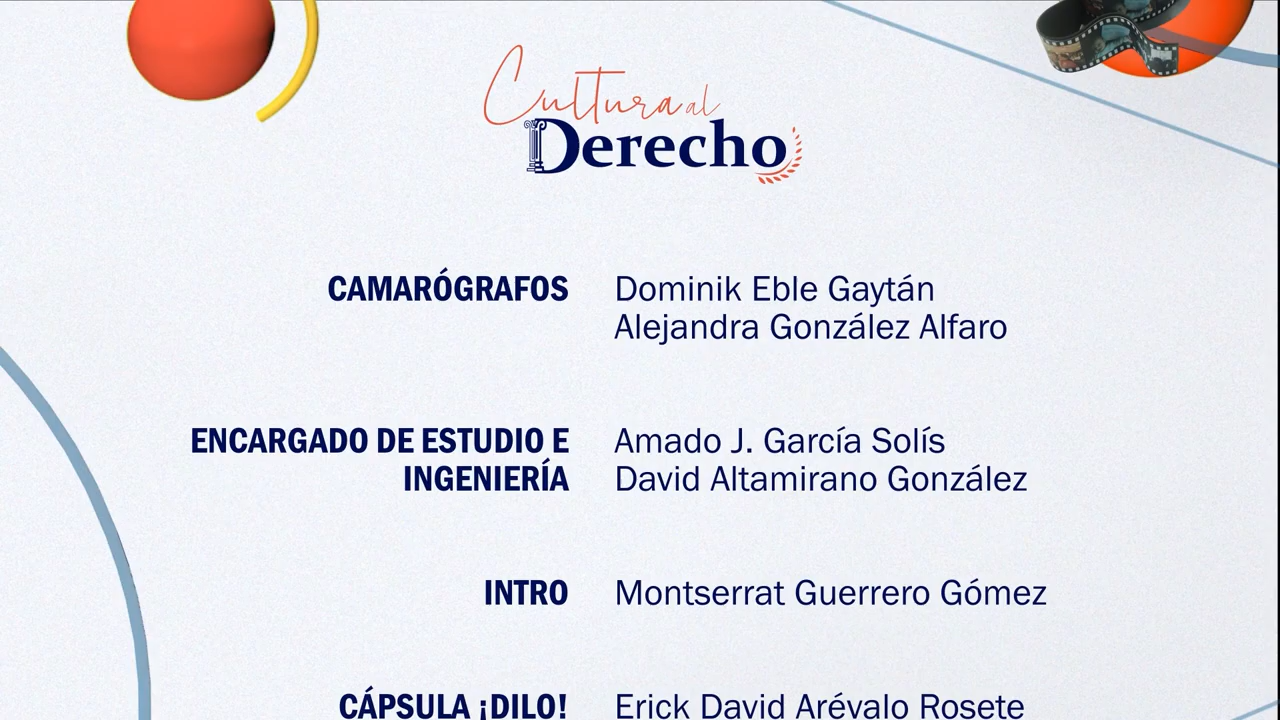 Cultura al
Derecho
CAMARÓGRAFOS Dominik Eble Gaytán
Alejandra González Alfaro
ENCARGADO DE ESTUDIO E Amado J. García Solís
INGENIERÍA David Altamirano González
INTRO Montserrat Guerrero Gómez
CÁPSULA ¡DILO! Erick David Arévalo Rosete